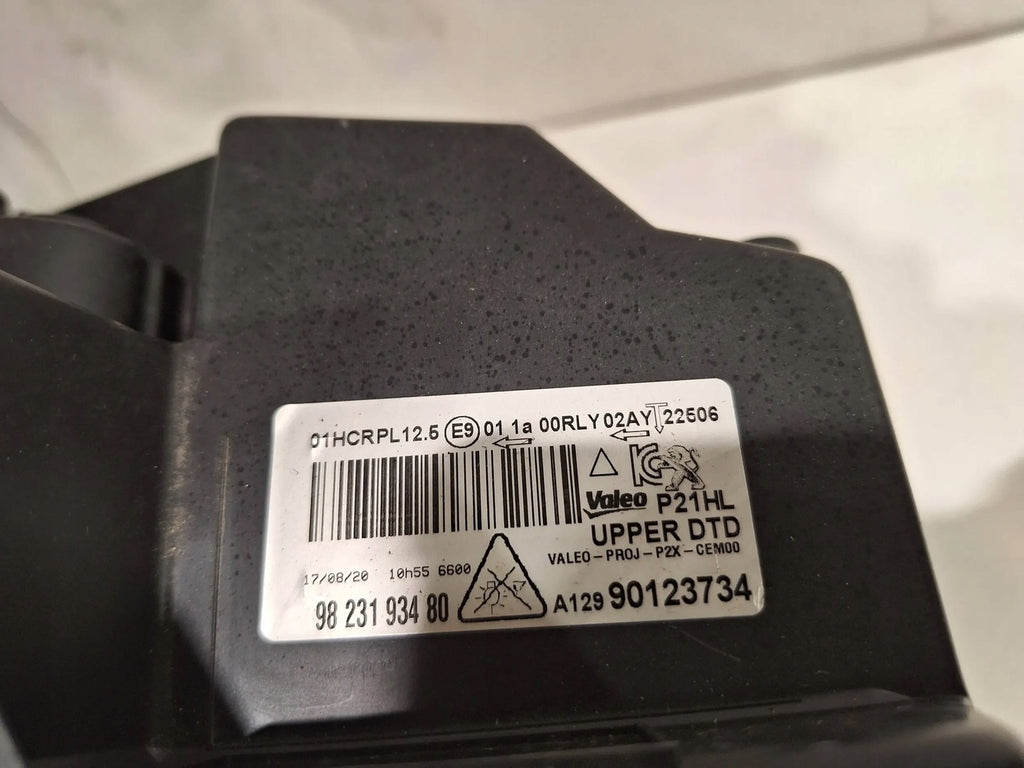 01HCRPL12.5 E9 01 1a 00RLY 02AY 22506
KC
Valeo P21HL
UPPER DTD
VALEO-PROJ-P2X-CEM00
17/08/20 10h55 6600
98 231 934 80
A129 90123734